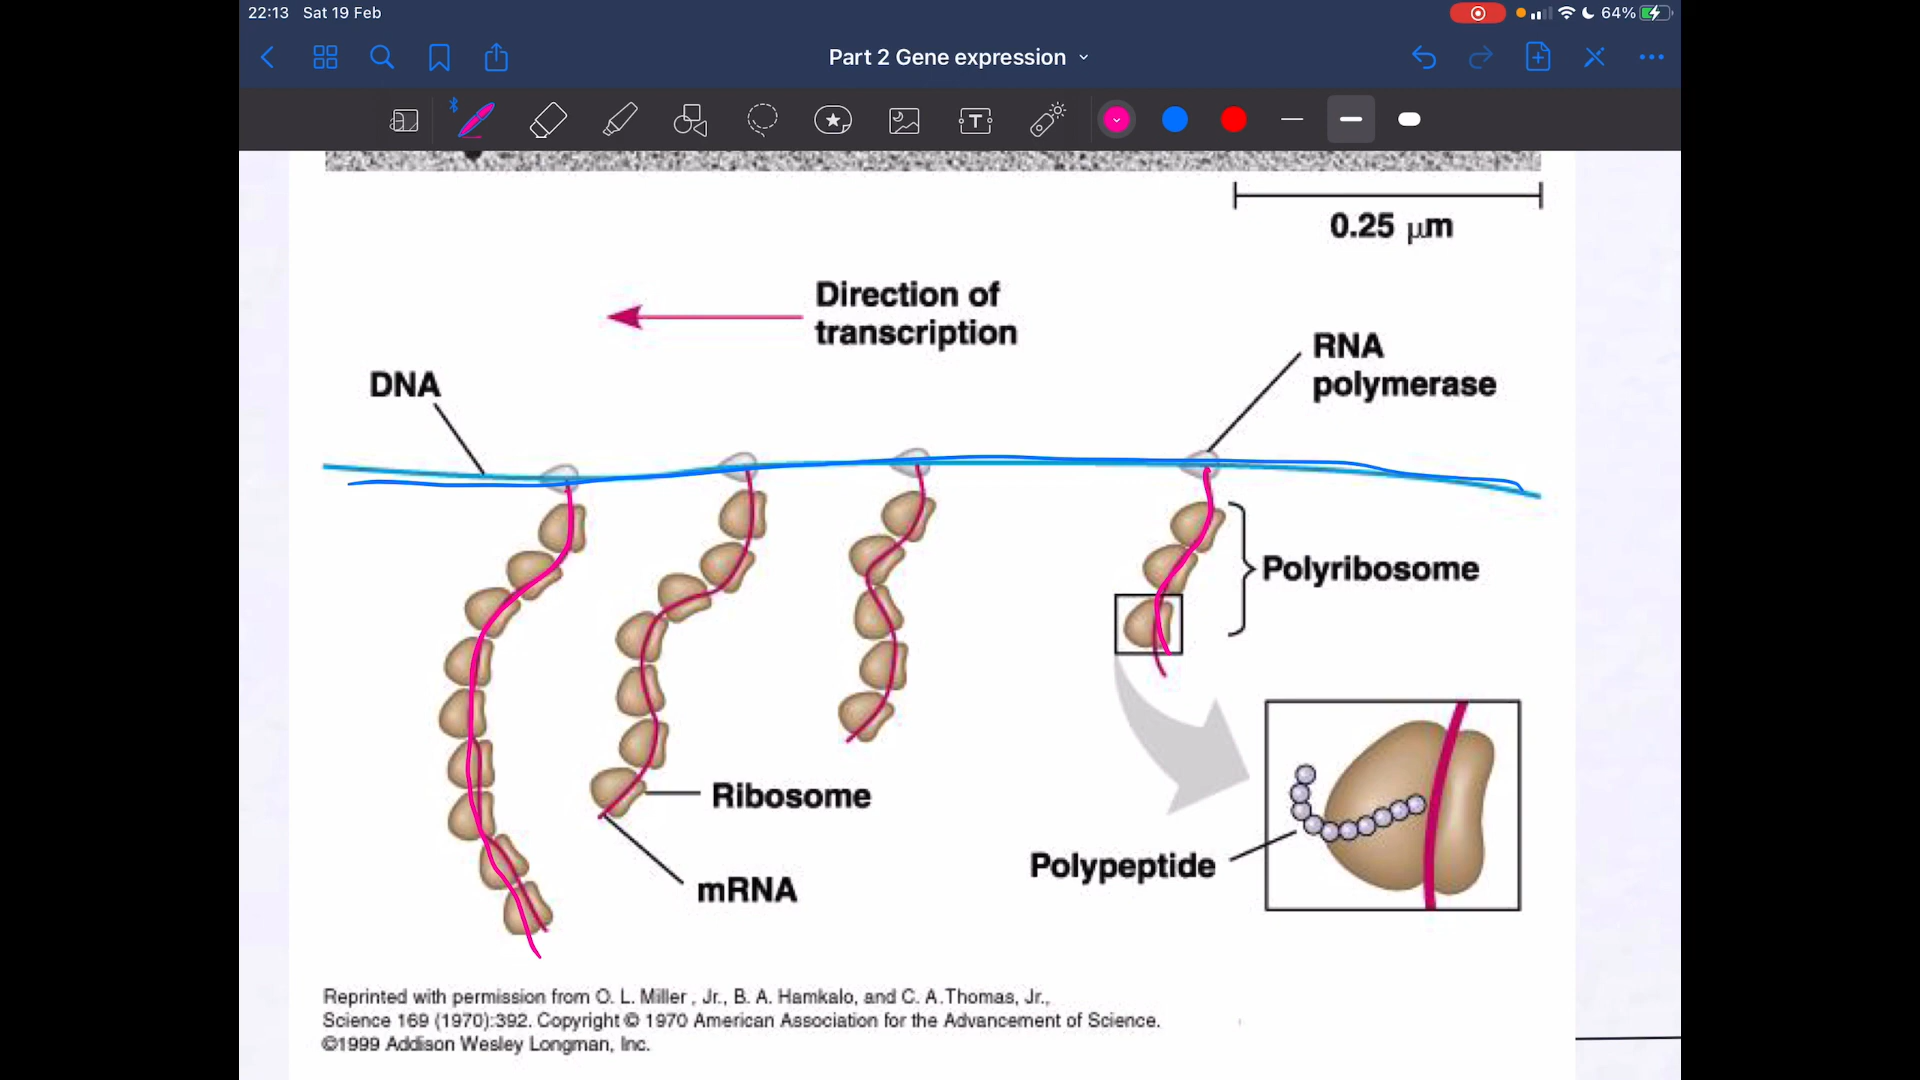 22:13 Sat 19 Feb
64%
Part 2 Gene expression
T
0.25 μm
Direction of
transcription
RNA
polymerase
DNA
Polyribosome
Ribosome
mRNA
Polypeptide
Reprinted with permission from O. L. Miller , Jr., B. A. Hamkalo, and C. A.Thomas, Jr.,
Science 169 (1970):392. Copyright © 1970 American Association for the Advancement of Science.
©1999 Addison Wesley Longman, Inc.